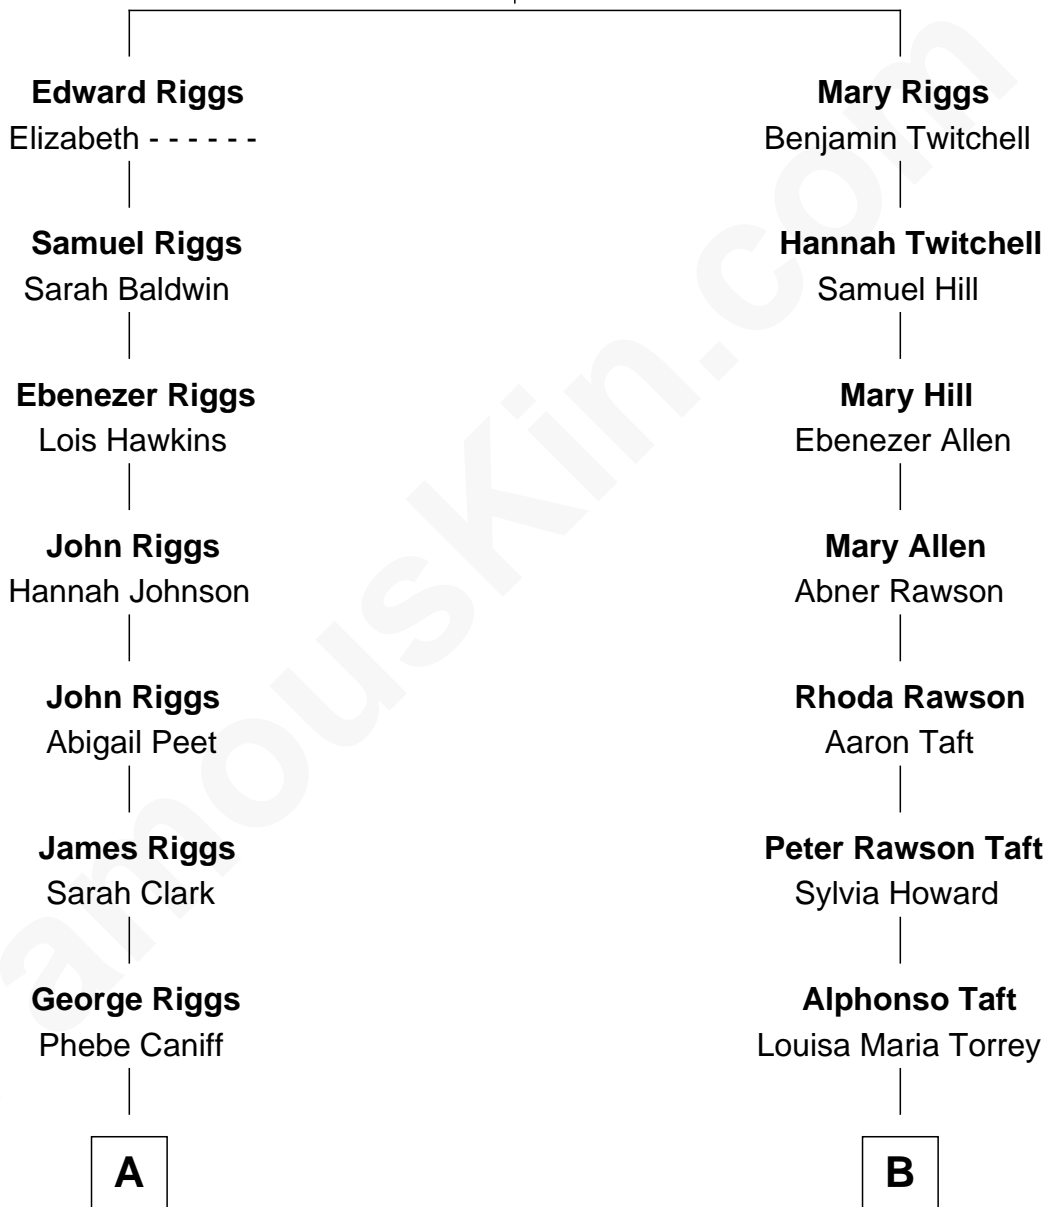 Edward Riggs
Elizabeth - - - - - -
Samuel Riggs
Sarah Baldwin
Ebenezer Riggs
Lois Hawkins
John Riggs
Hannah Johnson
John Riggs
Abigail Peet
James Riggs
Sarah Clark
George Riggs
Phebe Caniff
A
Mary Riggs
Benjamin Twitchell
Hannah Twitchell
Samuel Hill
Mary Hill
Ebenezer Allen
Mary Allen
Abner Rawson
Rhoda Rawson
Aaron Taft
Peter Rawson Taft
Sylvia Howard
Alphonso Taft
Louisa Maria Torrey
B
amouskin.com